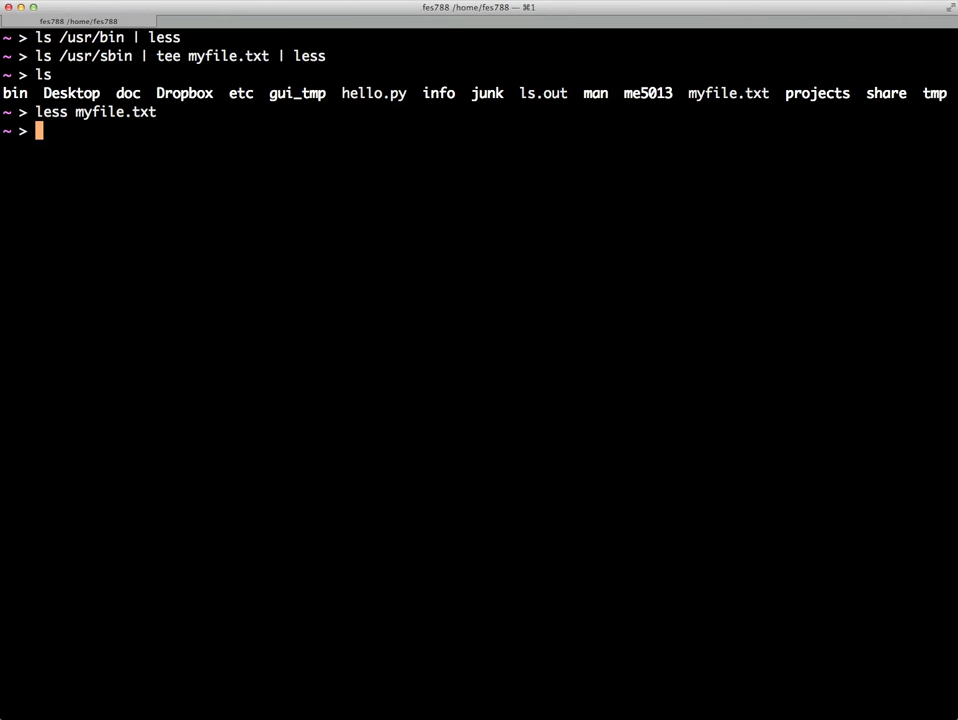 fes788 /home/fes788 — ⌘1
fes788 /home/fes788
~ > ls /usr/bin | less
~ > ls /usr/sbin | tee myfile.txt | less
~ > ls
bin Desktop doc Dropbox etc gui_tmp hello.py info junk ls.out man me5013 myfile.txt projects share tmp
~ > less myfile.txt
~ >